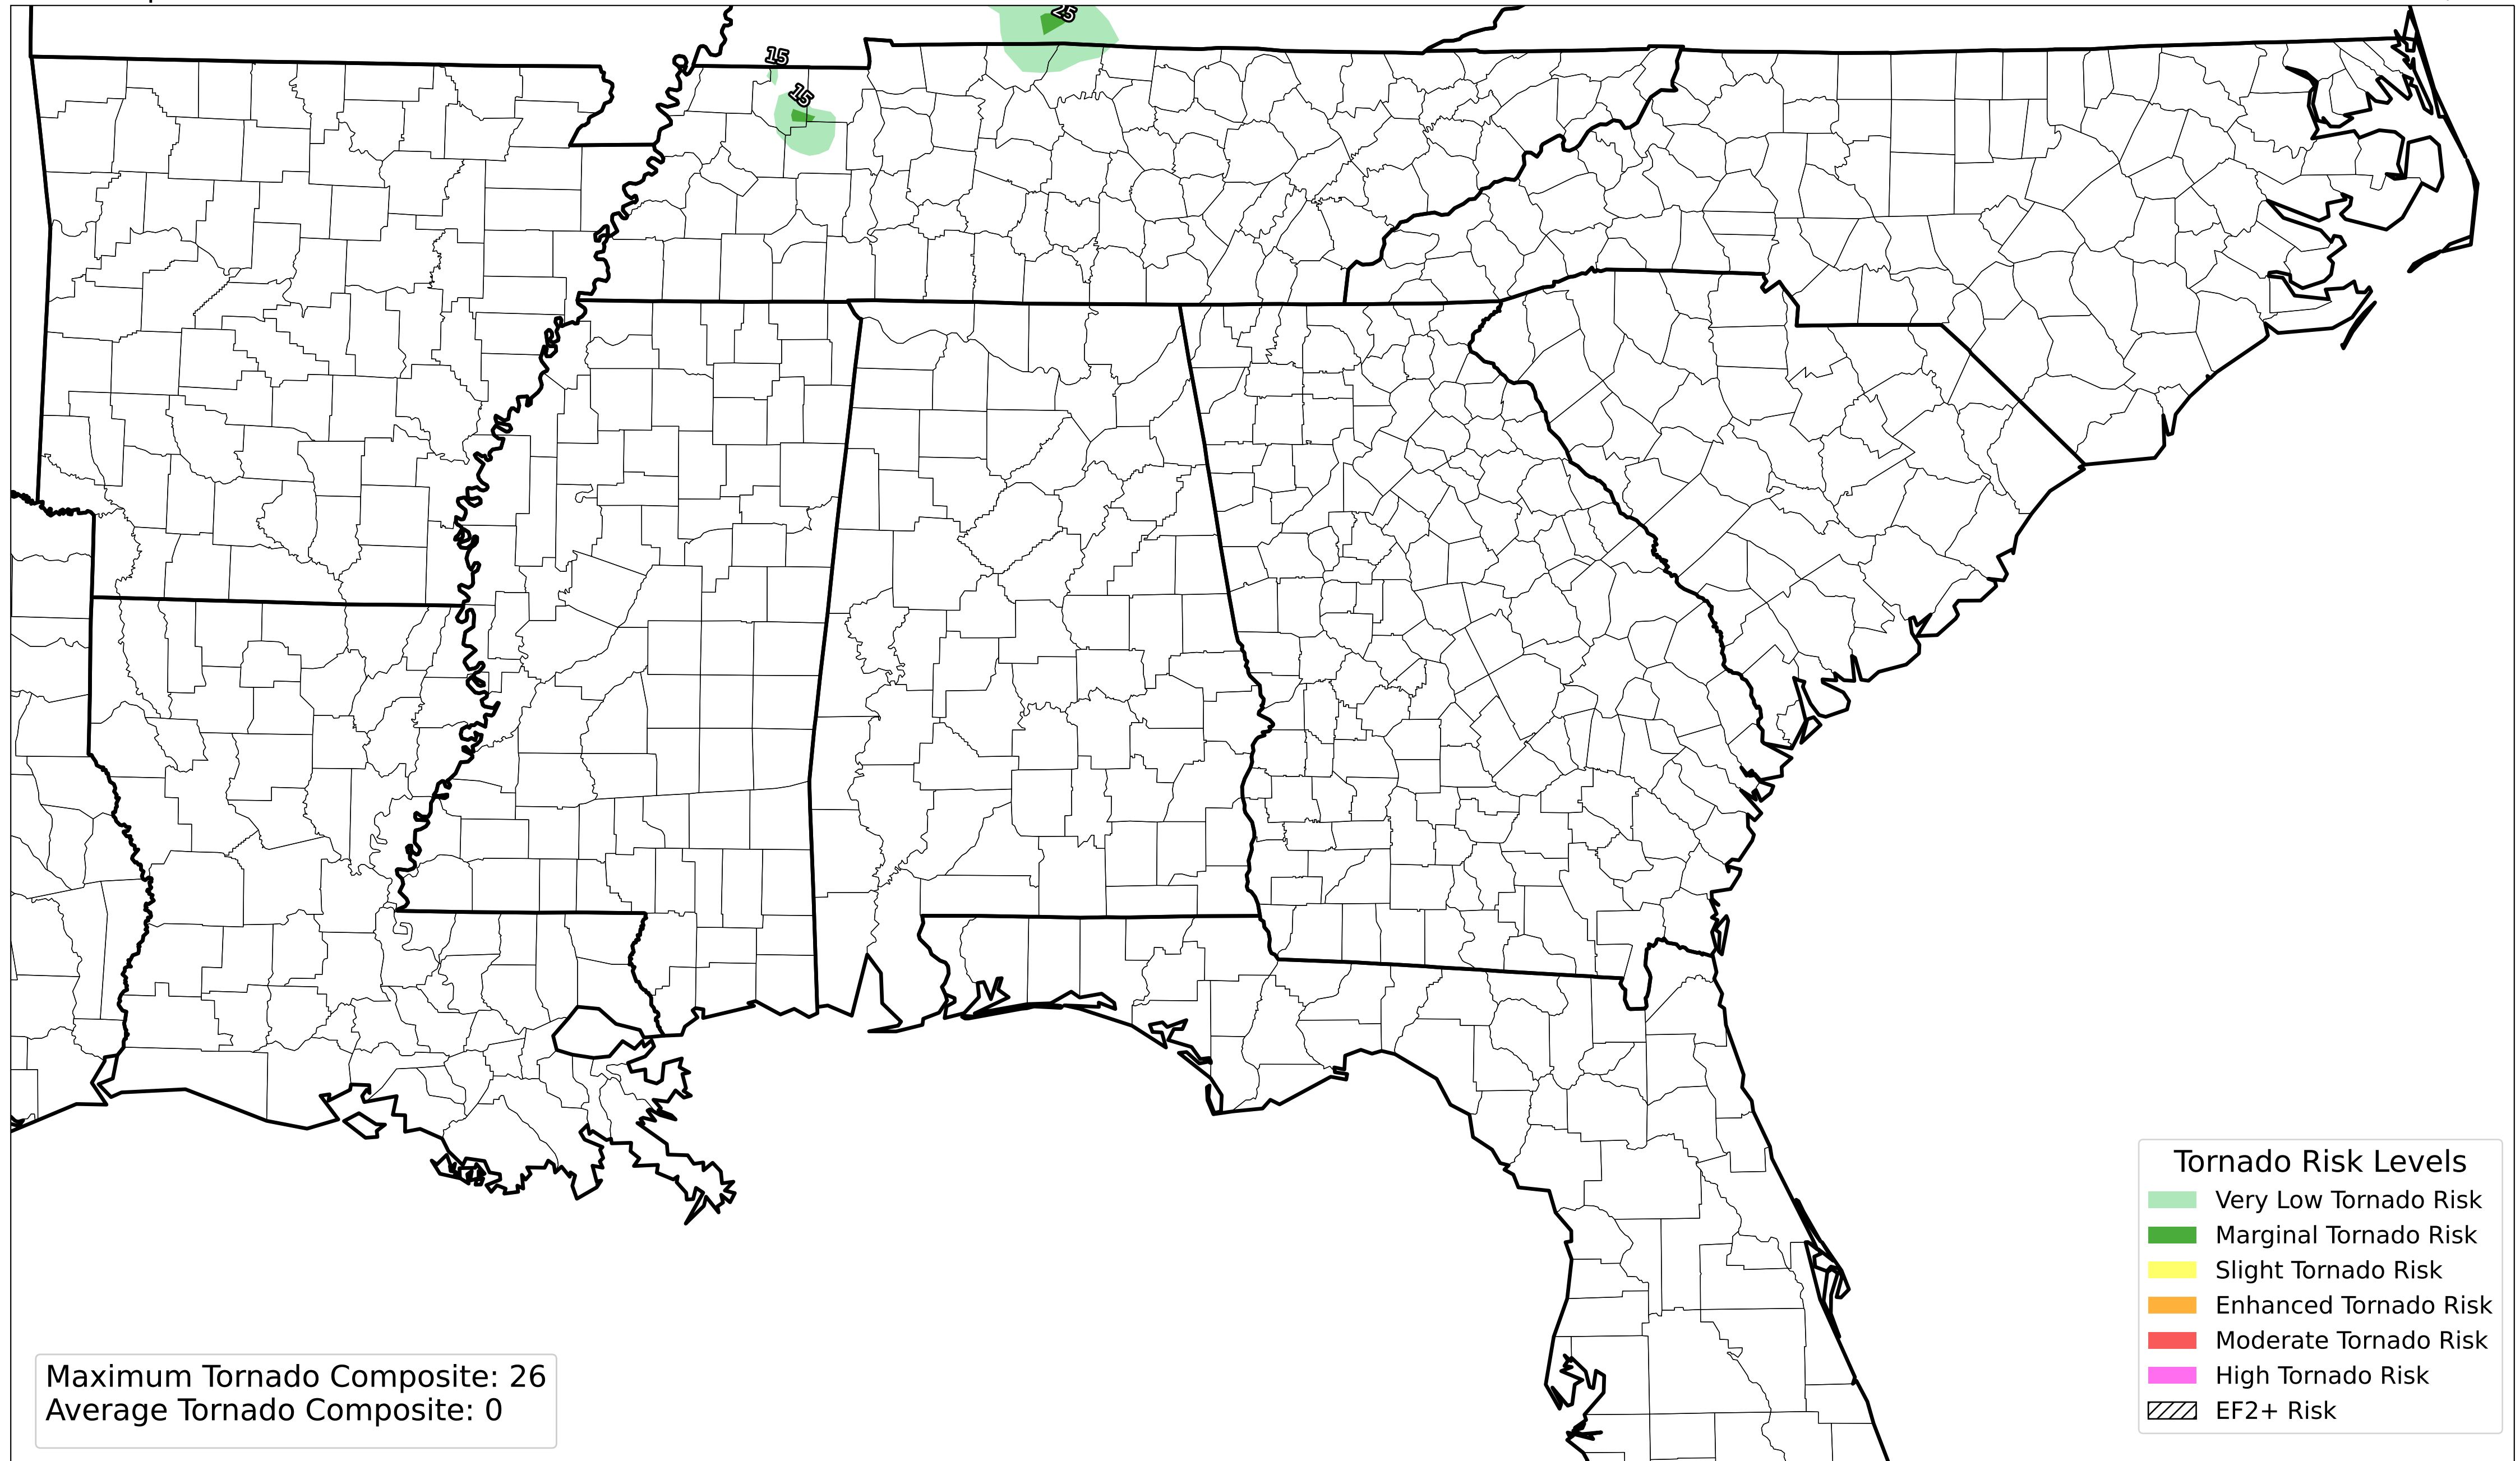 25
15
15
Tornado Risk Levels
Very Low Tornado Risk
Marginal Tornado Risk
Slight Tornado Risk
Enhanced Tornado Risk
Moderate Tornado Risk
High Tornado Risk
EF2+ Risk
Maximum Tornado Composite: 26
Average Tornado Composite: 0